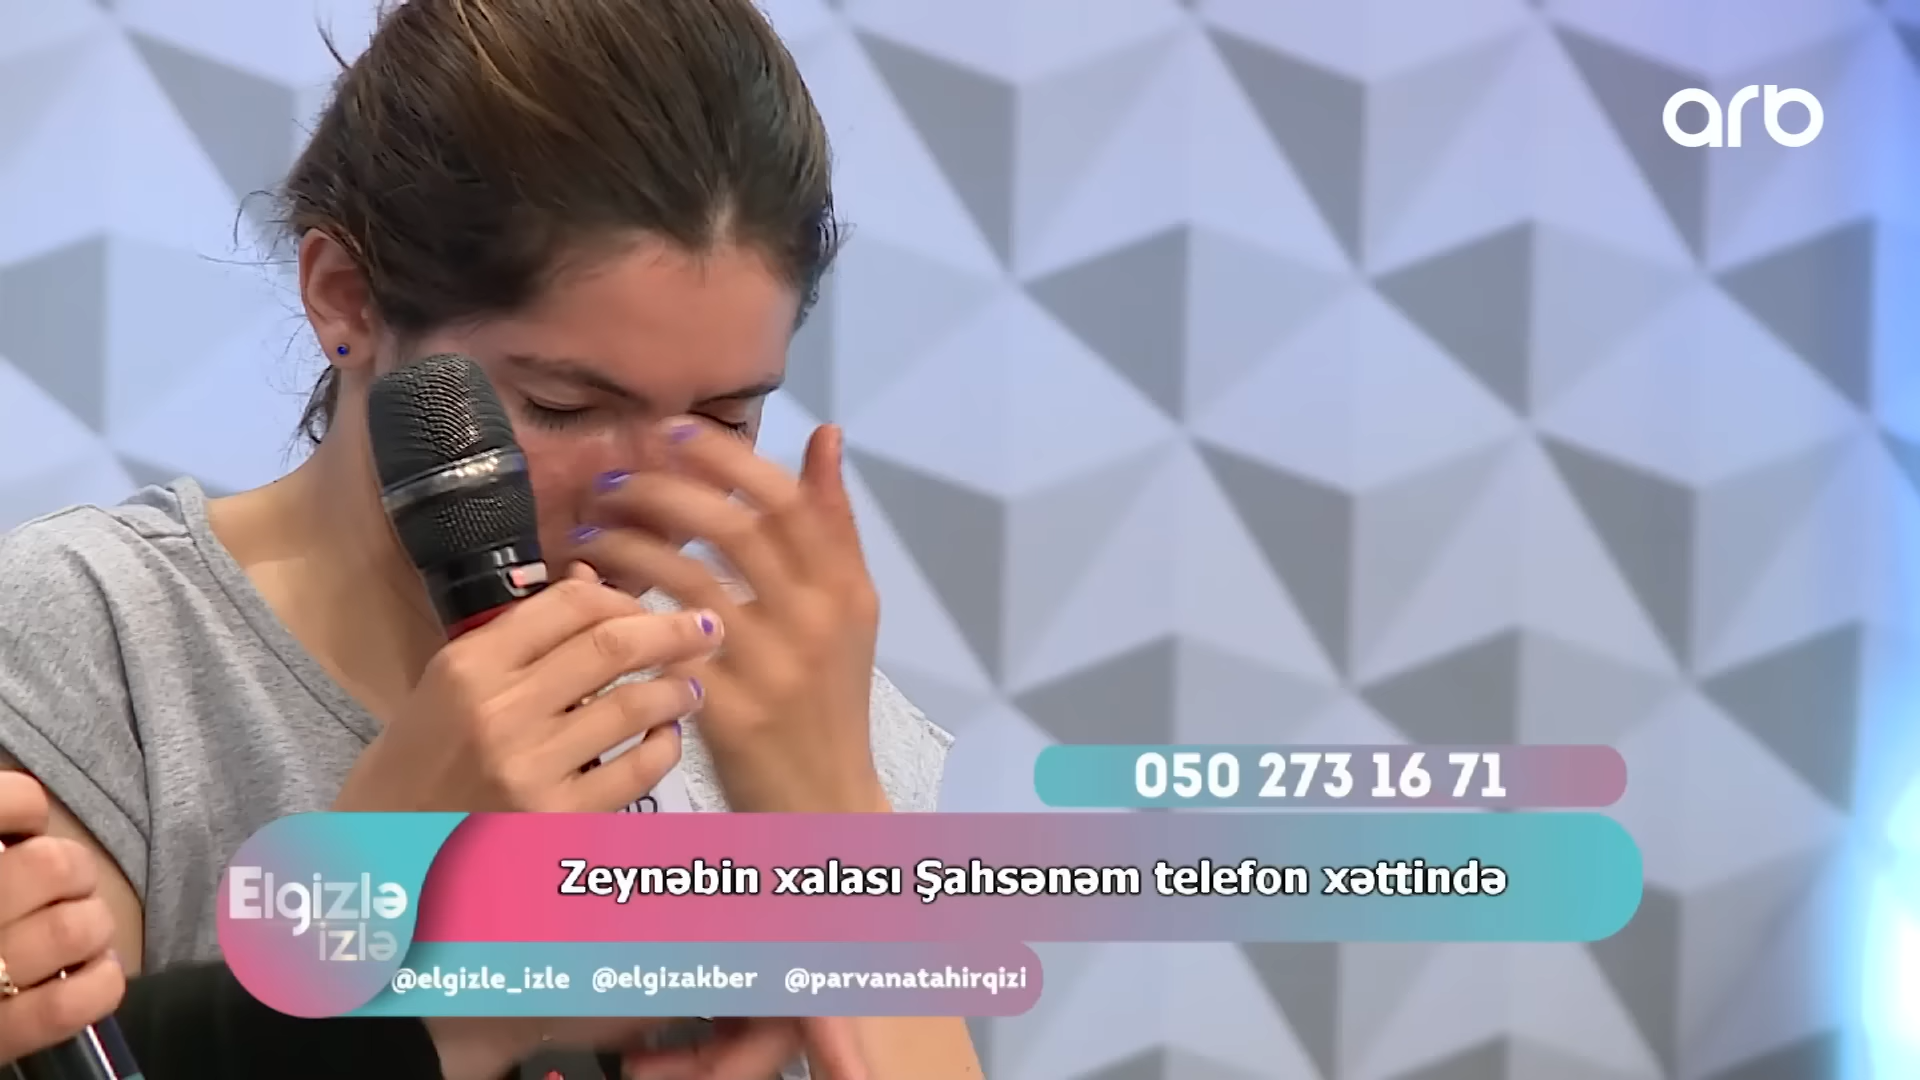 arb
050 273 16 71
Zeynəbin xalası Şahsənəm telefon xəttində
Elgizlə
izlə
@elgizle_izle @elgizakber @parvanatahirqizi